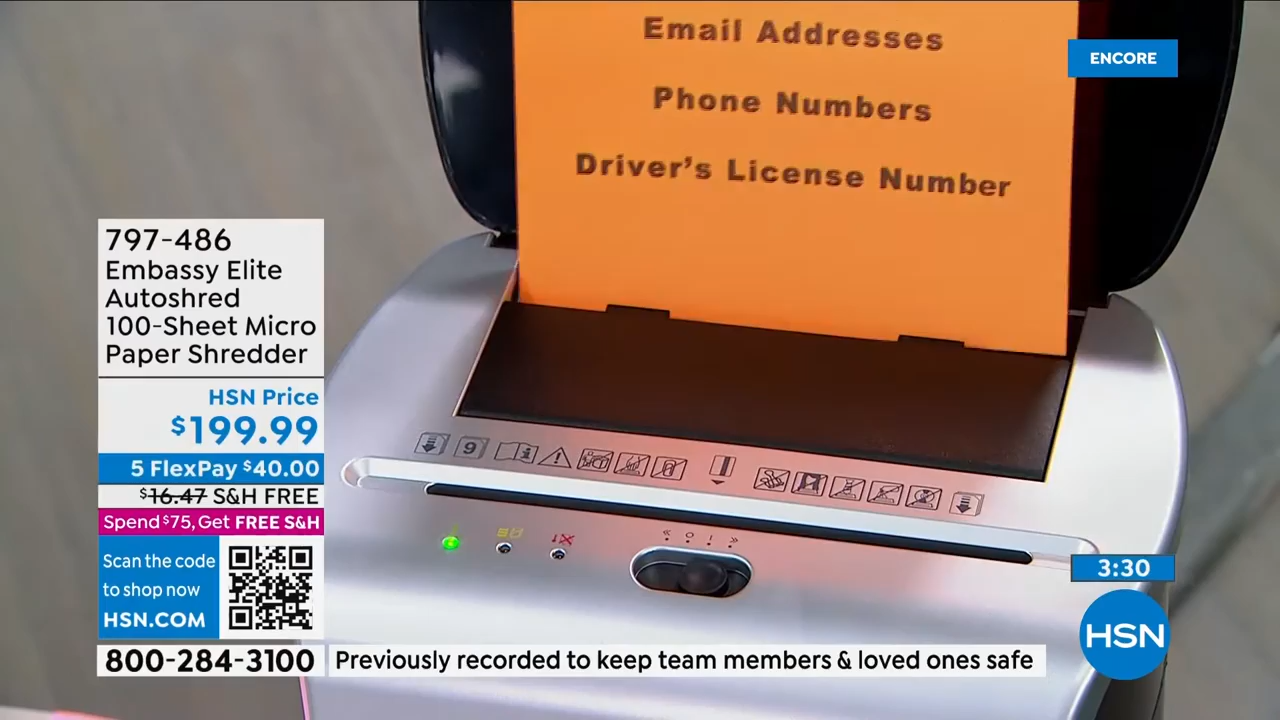 Email Addresses
Phone Numbers
Driver's License Number
ENCORE
797-486
Embassy Elite
Autoshred
100-Sheet Micro
Paper Shredder
HSN Price
$199.99
5 FlexPay $40.00
$16.47 S&H FREE
Spend $75, Get FREE S&H
Scan the code
to shop now
HSN.COM
9
« O I »
3:30
HSN
800-284-3100
Previously recorded to keep team members & loved ones safe